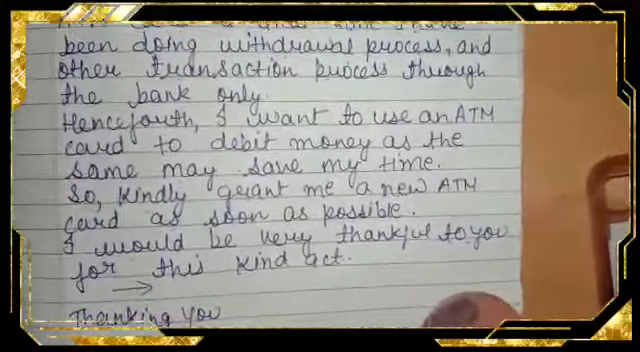 been doing withdrawal process, and
other transaction process through
the bank only.
Henceforth, I want to use an ATM
card to debit money as the
same may save my time.
So, kindly grant me a new ATM
card as soon as possible.
I would be very thankful to you
for this kind act.
Thanking you